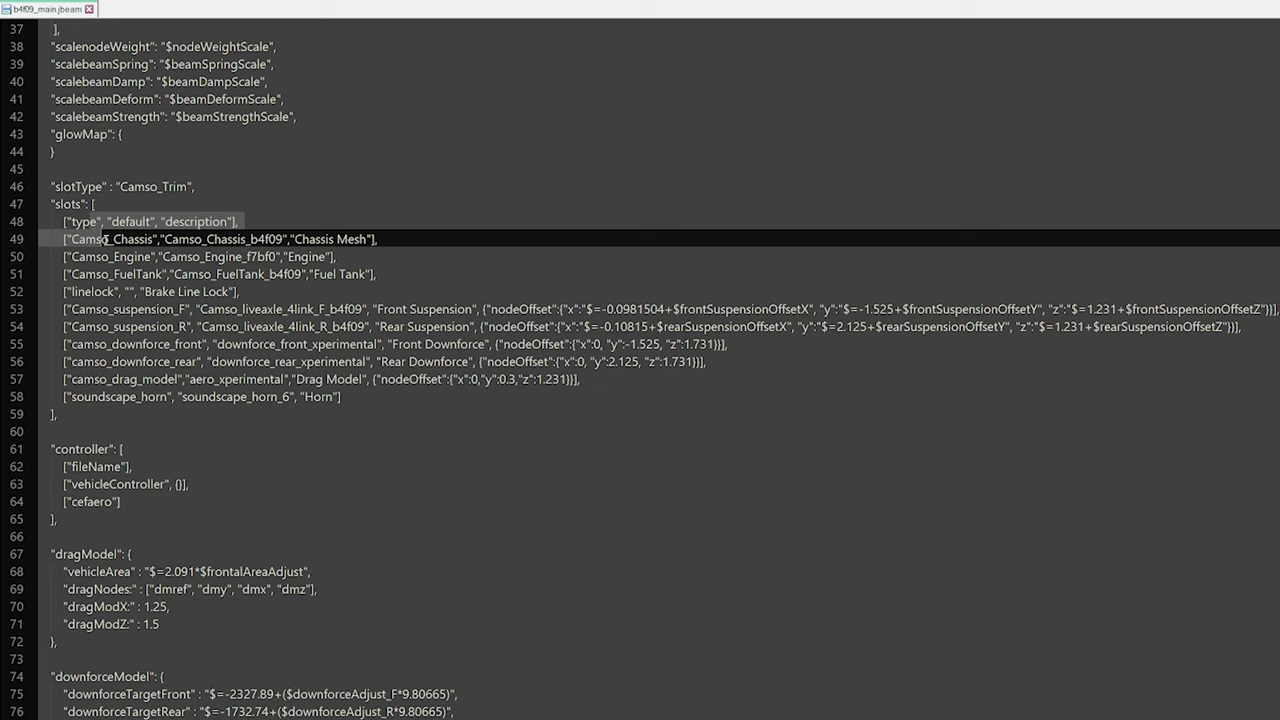 b4f09_main.jbeam
37 ],
38 "scalenodeWeight": "$nodeWeightScale",
39 "scalebeamSpring": "$beamSpringScale",
40 "scalebeamDamp": "$beamDampScale",
41 "scalebeamDeform": "$beamDeformScale",
42 "scalebeamStrength": "$beamStrengthScale",
43 "glowMap": {
44 }
45
46 "slotType" : "Camso_Trim",
47 "slots": [
48 ["type", "default", "description"],
49 ["Camso_Chassis","Camso_Chassis_b4f09","Chassis Mesh"],
50 ["Camso_Engine","Camso_Engine_f7bf0","Engine"],
51 ["Camso_FuelTank","Camso_FuelTank_b4f09","Fuel Tank"],
52 ["linelock", "", "Brake Line Lock"],
53 ["Camso_suspension_F", "Camso_liveaxle_4link_F_b4f09", "Front Suspension", {"nodeOffset":{"x":"$=-0.0981504+$frontSuspensionOffsetX", "y":"$=-1.525+$frontSuspensionOffsetY", "z":"$=1.231+$frontSuspensionOffsetZ"}}],
54 ["Camso_suspension_R", "Camso_liveaxle_4link_R_b4f09", "Rear Suspension", {"nodeOffset":{"x":"$=-0.10815+$rearSuspensionOffsetX", "y":"$=2.125+$rearSuspensionOffsetY", "z":"$=1.231+$rearSuspensionOffsetZ"}}],
55 ["camso_downforce_front", "downforce_front_xperimental", "Front Downforce", {"nodeOffset":{"x":0, "y":-1.525, "z":1.731}}],
56 ["camso_downforce_rear", "downforce_rear_xperimental", "Rear Downforce", {"nodeOffset":{"x":0, "y":2.125, "z":1.731}}],
57 ["camso_drag_model","aero_xperimental","Drag Model", {"nodeOffset":{"x":0,"y":0.3,"z":1.231}}],
58 ["soundscape_horn", "soundscape_horn_6", "Horn"]
59 ],
60
61 "controller": [
62 ["fileName"],
63 ["vehicleController", {}],
64 ["cefaero"]
65 ],
66
67 "dragModel": {
68 "vehicleArea" : "$=2.091*$frontalAreaAdjust",
69 "dragNodes:" : ["dmref", "dmy", "dmx", "dmz"],
70 "dragModX:" : 1.25,
71 "dragModZ:" : 1.5
72 },
73
74 "downforceModel": {
75 "downforceTargetFront" : "$=-2327.89+($downforceAdjust_F*9.80665)",
76 "downforceTargetRear" : "$=-1732.74+($downforceAdjust_R*9.80665)",